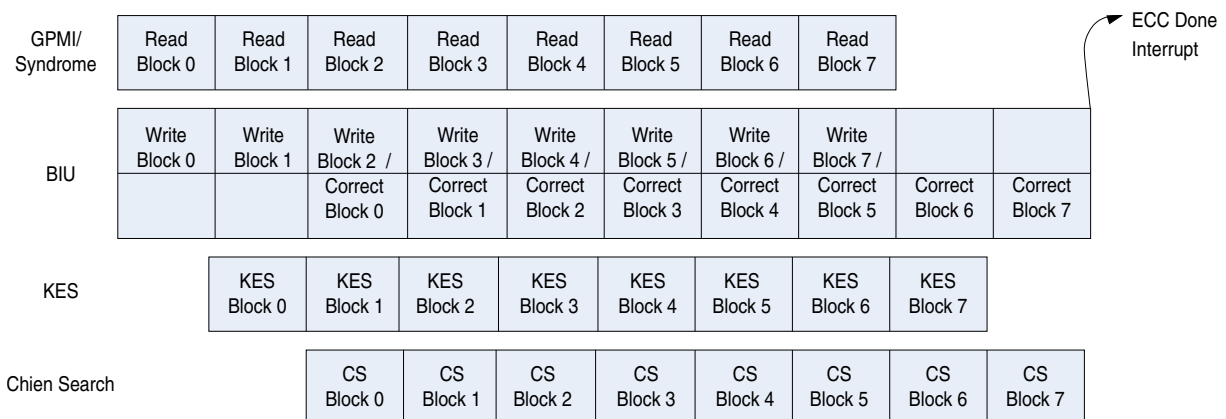 GPMI/
Syndrome
Read Read Read Read Read Read Read Read
Block 0 Block 1 Block 2 Block 3 Block 4 Block 5 Block 6 Block 7
ECC Done
Interrupt
BIU
Write Write Write Write Write Write Write Write
Block 0 Block 1 Block 2 / Block 3 / Block 4 / Block 5 / Block 6 / Block 7 /
Correct Correct Correct Correct Correct Correct Correct Correct
Block 0 Block 1 Block 2 Block 3 Block 4 Block 5 Block 6 Block 7
KES
KES KES KES KES KES KES KES KES
Block 0 Block 1 Block 2 Block 3 Block 4 Block 5 Block 6 Block 7
Chien Search
CS CS CS CS CS CS CS CS
Block 0 Block 1 Block 2 Block 3 Block 4 Block 5 Block 6 Block 7